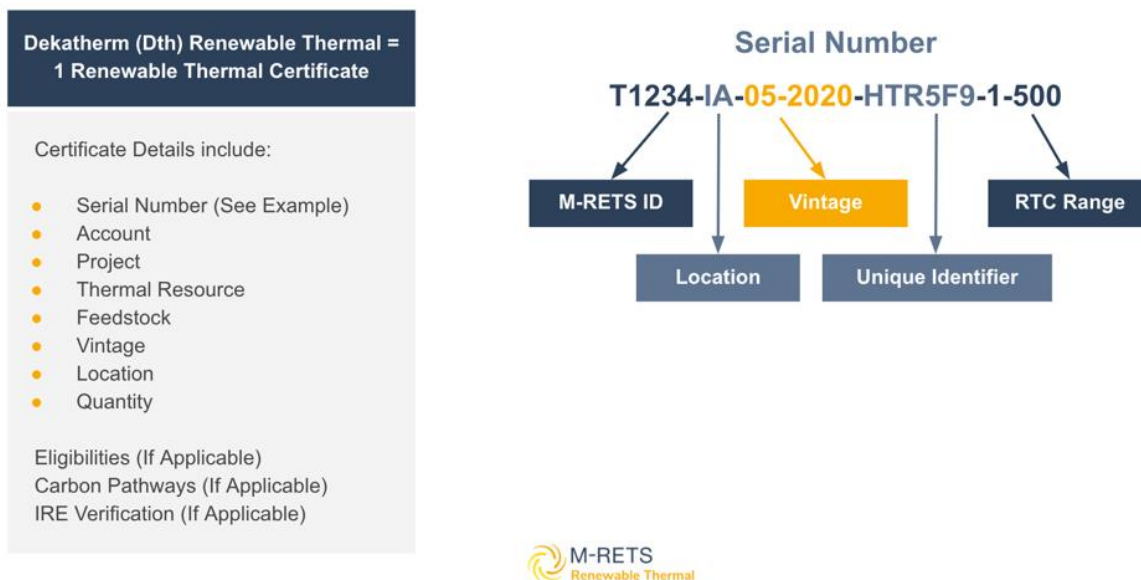 Dekatherm (Dth) Renewable Thermal =
1 Renewable Thermal Certificate
Certificate Details include:
Serial Number (See Example)
Account
Project
Thermal Resource
Feedstock
Vintage
Location
Quantity
Eligibilities (If Applicable)
Carbon Pathways (If Applicable)
IRE Verification (If Applicable)
Serial Number
T1234-IA-05-2020-HTR5F9-1-500
M-RETS ID
Vintage
RTC Range
Location
Unique Identifier
M-RETS
Renewable Thermal